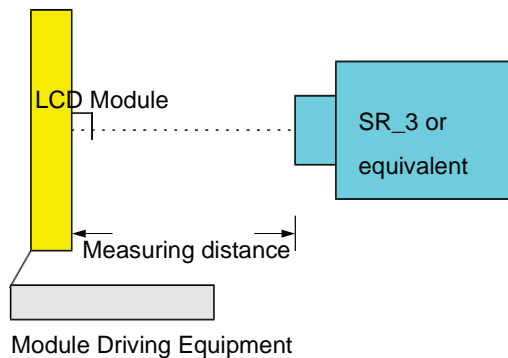 LCD Module
SR_3 or
equivalent
Measuring distance
Module Driving Equipment